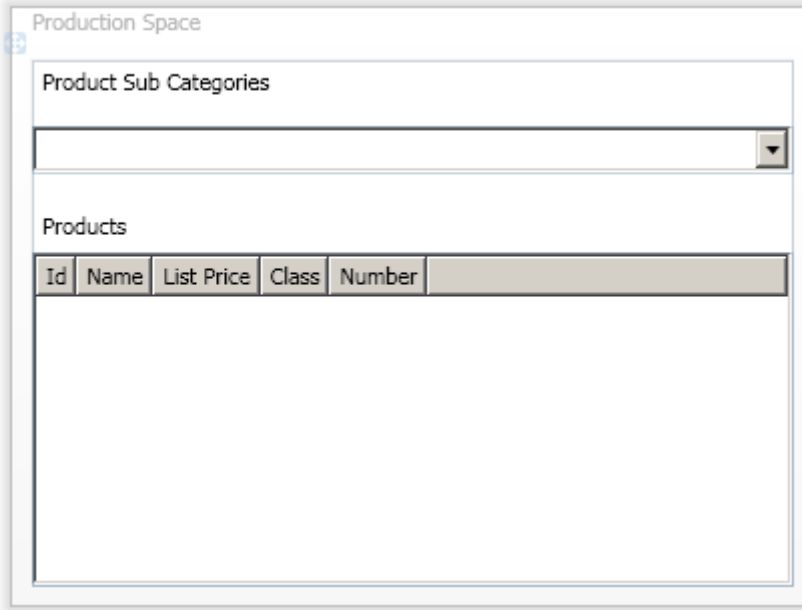 Production Space
Product Sub Categories
Products
Id Name List Price Class Number